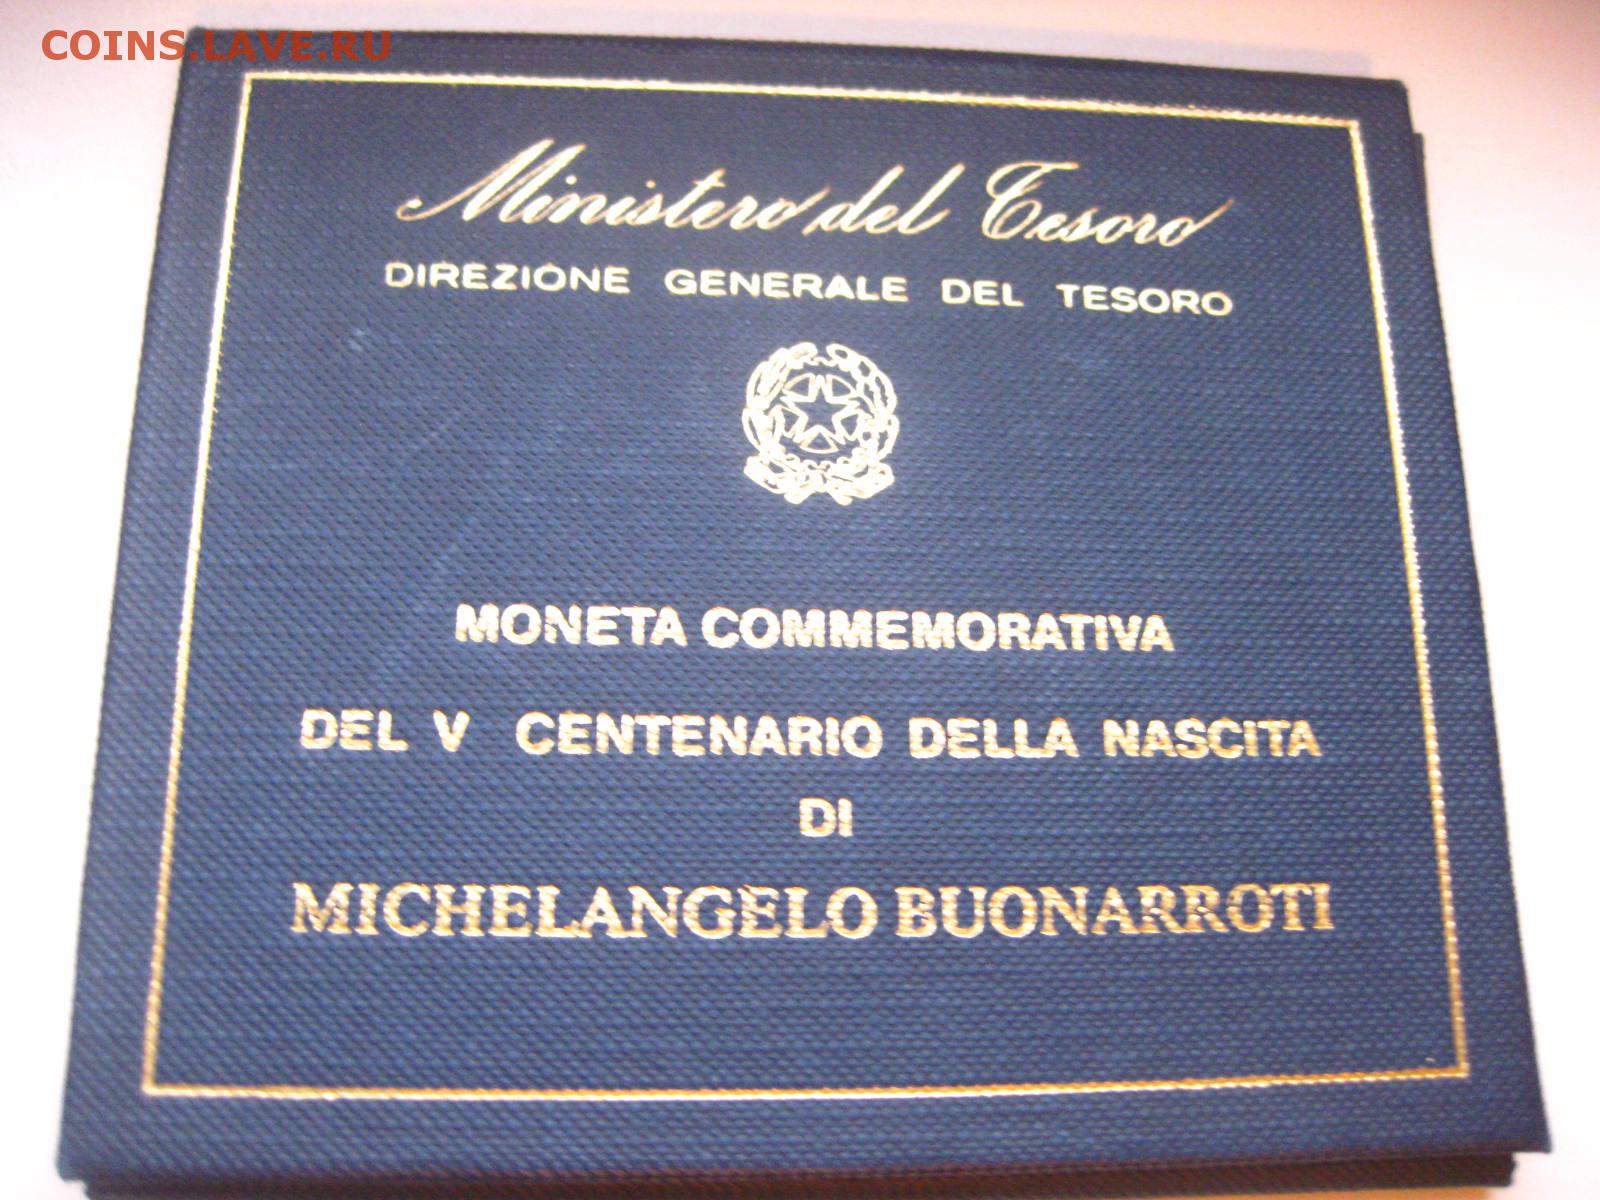 COINS.LAVE.RU
Ministero del Tesoro
DIREZIONE GENERALE DEL TESORO
MONETA COMMEMORATIVA
DEL V CENTENARIO DELLA NASCITA
DI
MICHELANGELO BUONARROTI